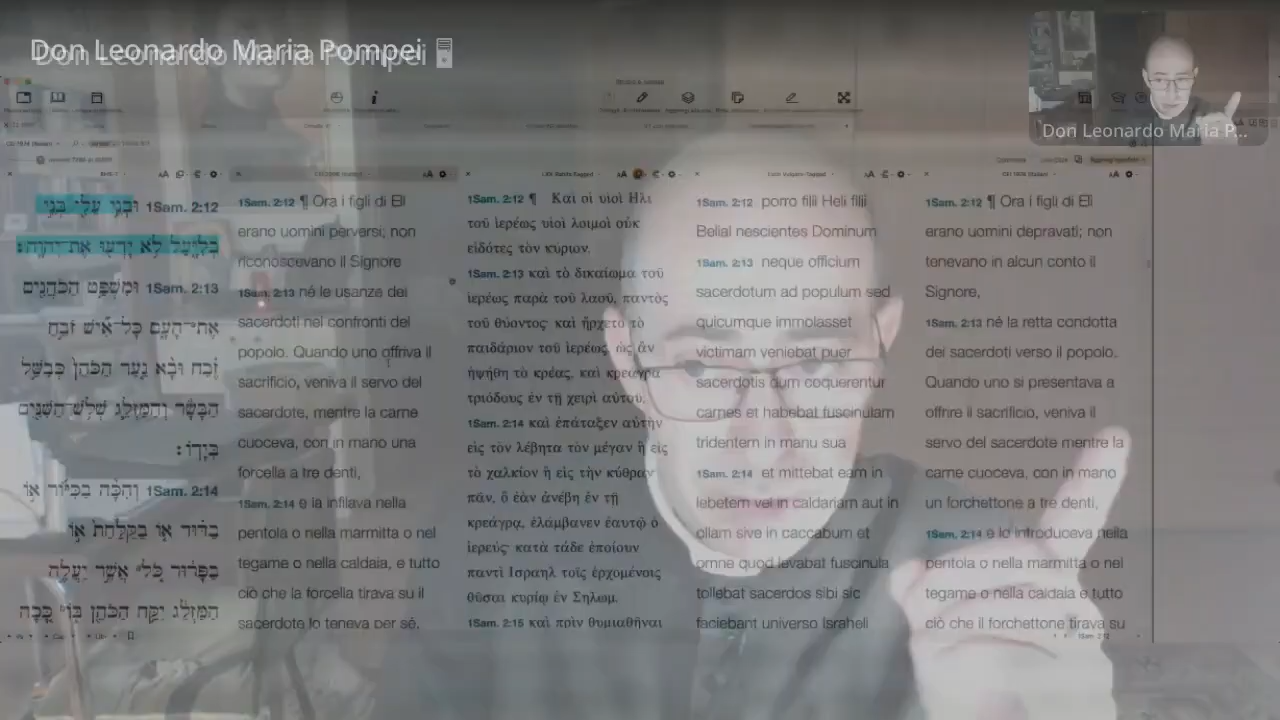 Don Leonardo Maria Pompei
Don Leonardo Maria P...
1Sam. 2:12 וּבְנֵי עֵלִי בְּנֵי
בְלִיָּעַל לֹא יָדְעוּ אֶת־יְהוָה׃
1Sam. 2:13 וּמִשְׁפַּט הַכֹּהֲנִים
אֶת־הָעָם כָּל־אִישׁ זֹבֵחַ
זֶבַח וּבָא נַעַר הַכֹּהֵן כְּבַשֵּׁל
הַבָּשָׂר וְהַמַּזְלֵג שְׁלֹשׁ־הַשִּׁנַּיִם
בְּיָדוֹ׃
1Sam. 2:14 וְהִכָּה בַכִּיּוֹר אוֹ
בַדּוּד אוֹ בַקַּלַּחַת אוֹ
בַפָּרוּר כֹּל אֲשֶׁר יַעֲלֶה
הַמַּזְלֵג יִקַּח הַכֹּהֵן בּוֹ כָּכָה
1Sam. 2:12 ¶ Ora i figli di Eli
erano uomini perversi; non
riconoscevano il Signore
1Sam. 2:13 né le usanze dei
sacerdoti nei confronti del
popolo. Quando uno offriva il
sacrificio, veniva il servo del
sacerdote, mentre la carne
cuoceva, con in mano una
forcella a tre denti,
1Sam. 2:14 e la infilava nella
pentola o nella marmitta o nel
tegame o nella caldaia, e tutto
ciò che la forcella tirava su il
sacerdote lo teneva per sé.
1Sam. 2:12 ¶ Καὶ οἱ υἱοὶ Ηλι
τοῦ ἱερέως υἱοὶ λοιμοὶ οὐκ
εἰδότες τὸν κύριον.
1Sam. 2:13 καὶ τὸ δικαίωμα τοῦ
ἱερέως παρὰ τοῦ λαοῦ, παντὸς
τοῦ θύοντος· καὶ ἤρχετο τὸ
παιδάριον τοῦ ἱερέως, ὡς ἂν
ἡψήθη τὸ κρέας, καὶ κρεάγρα
τριόδους ἐν τῇ χειρὶ αὐτοῦ,
1Sam. 2:14 καὶ ἐπάταξεν αὐτὴν
εἰς τὸν λέβητα τὸν μέγαν ἢ εἰς
τὸ χαλκίον ἢ εἰς τὴν κύθραν·
πᾶν, ὃ ἐὰν ἀνέβη ἐν τῇ
κρεάγρᾳ, ἐλάμβανεν ἑαυτῷ ὁ
ἱερεύς· κατὰ τάδε ἐποίουν
παντὶ Ισραηλ τοῖς ἐρχομένοις
θῦσαι κυρίῳ ἐν Σηλωμ.
1Sam. 2:15 καὶ πρὶν θυμιαθῆναι
1Sam. 2:12 porro filii Heli filii
Belial nescientes Dominum
1Sam. 2:13 neque officium
sacerdotum ad populum sed
quicumque immolasset
victimam veniebat puer
sacerdotis dum coquerentur
carnes et habebat fuscinulam
tridentem in manu sua
1Sam. 2:14 et mittebat eam in
lebetem vel in caldariam aut in
ollam sive in caccabum et
omne quod levabat fuscinula
tollebat sacerdos sibi sic
faciebant universo Israheli
1Sam. 2:12 ¶ Ora i figli di Eli
erano uomini depravati; non
tenevano in alcun conto il
Signore,
1Sam. 2:13 né la retta condotta
dei sacerdoti verso il popolo.
Quando uno si presentava a
offrire il sacrificio, veniva il
servo del sacerdote mentre la
carne cuoceva, con in mano
un forchettone a tre denti,
1Sam. 2:14 e lo introduceva nella
pentola o nella marmitta o nel
tegame o nella caldaia e tutto
ciò che il forchettone tirava su